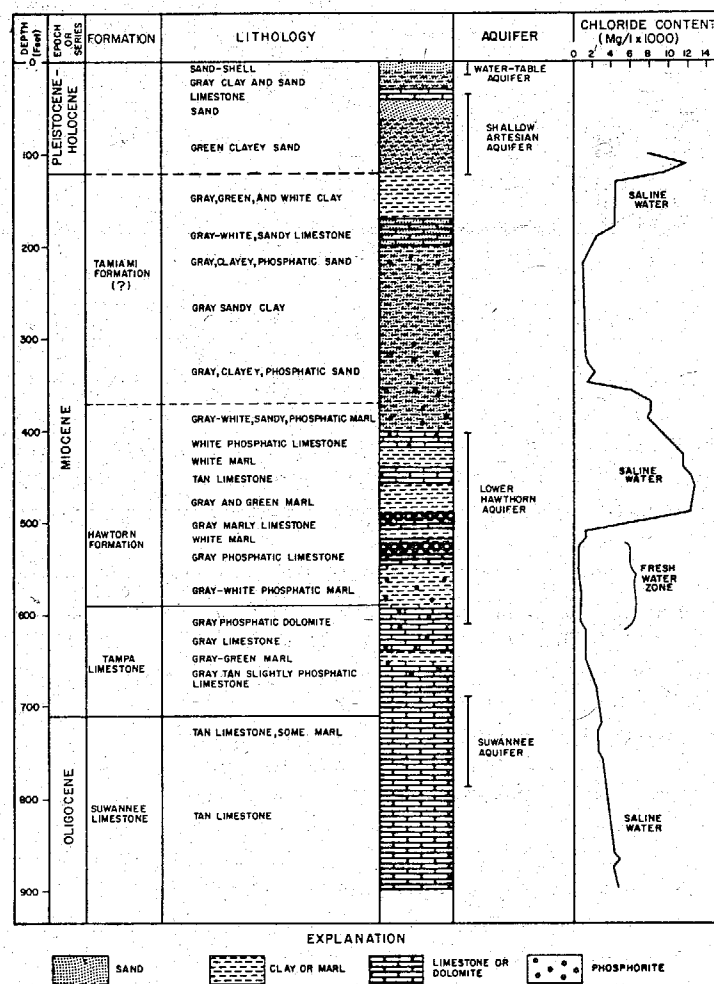 DEPTH (Feet)
EPOCH OR SERIES
FORMATION
LITHOLOGY
AQUIFER
CHLORIDE CONTENT
(Mg/l x 1000)
0 2 4 6 8 10 12 14
0
100
200
300
400
500
600
700
800
900
PLEISTOCENE-
HOLOCENE
MIOCENE
OLIGOCENE
TAMIAMI
FORMATION
(?)
HAWTORN
FORMATION
TAMPA
LIMESTONE
SUWANNEE
LIMESTONE
SAND-SHELL
GRAY CLAY AND SAND
LIMESTONE
SAND
GREEN CLAYEY SAND
GRAY, GREEN, AND WHITE CLAY
GRAY-WHITE, SANDY LIMESTONE
GRAY, CLAYEY, PHOSPHATIC SAND
GRAY SANDY CLAY
GRAY, CLAYEY, PHOSPHATIC SAND
GRAY-WHITE, SANDY, PHOSPHATIC MARL
WHITE PHOSPHATIC LIMESTONE
WHITE MARL
TAN LIMESTONE
GRAY AND GREEN MARL
GRAY MARLY LIMESTONE
WHITE MARL
GRAY PHOSPHATIC LIMESTONE
GRAY-WHITE PHOSPHATIC MARL
GRAY PHOSPHATIC DOLOMITE
GRAY LIMESTONE
GRAY-GREEN MARL
GRAY TAN SLIGHTLY PHOSPHATIC
LIMESTONE
TAN LIMESTONE, SOME MARL
TAN LIMESTONE
WATER-TABLE
AQUIFER
SHALLOW
ARTESIAN
AQUIFER
LOWER
HAWTHORN
AQUIFER
SUWANNEE
AQUIFER
SALINE
WATER
SALINE
WATER
FRESH
WATER
ZONE
SALINE
WATER
EXPLANATION
SAND
CLAY OR MARL
LIMESTONE OR
DOLOMITE
PHOSPHORITE